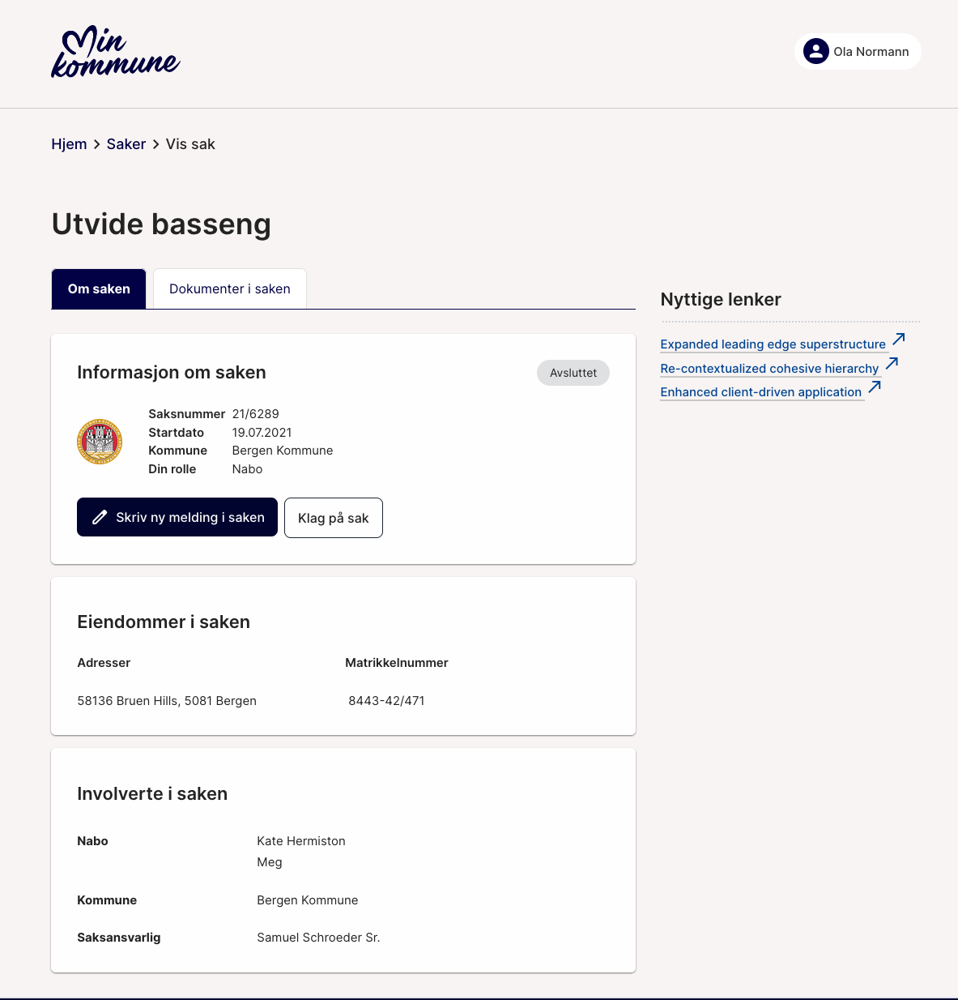 Min
kommune
Ola Normann
Hjem > Saker > Vis sak
Utvide basseng
Om saken
Dokumenter i saken
Informasjon om saken
Avsluttet
Saksnummer 21/6289
Startdato 19.07.2021
Kommune Bergen Kommune
Din rolle Nabo
Skriv ny melding i saken
Klag på sak
Eiendommer i saken
Adresser Matrikkelnummer
58136 Bruen Hills, 5081 Bergen 8443-42/471
Involverte i saken
Nabo Kate Hermiston
Meg
Kommune Bergen Kommune
Saksansvarlig Samuel Schroeder Sr.
Nyttige lenker
Expanded leading edge superstructure
Re-contextualized cohesive hierarchy
Enhanced client-driven application